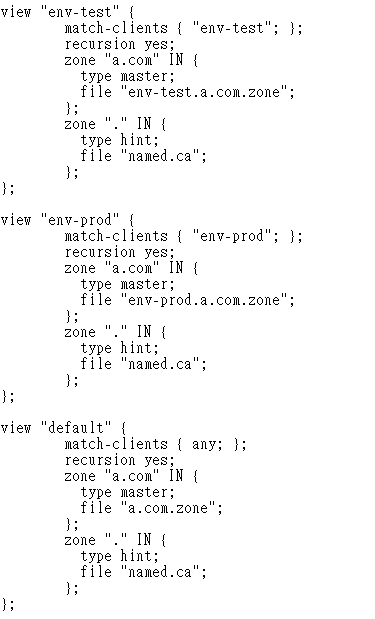 view "env-test" {
        match-clients { "env-test"; };
        recursion yes;
        zone "a.com" IN {
          type master;
          file "env-test.a.com.zone";
        };
        zone "." IN {
          type hint;
          file "named.ca";
        };
};

view "env-prod" {
        match-clients { "env-prod"; };
        recursion yes;
        zone "a.com" IN {
          type master;
          file "env-prod.a.com.zone";
        };
        zone "." IN {
          type hint;
          file "named.ca";
        };
};

view "default" {
        match-clients { any; };
        recursion yes;
        zone "a.com" IN {
          type master;
          file "a.com.zone";
        };
        zone "." IN {
          type hint;
          file "named.ca";
        };
};